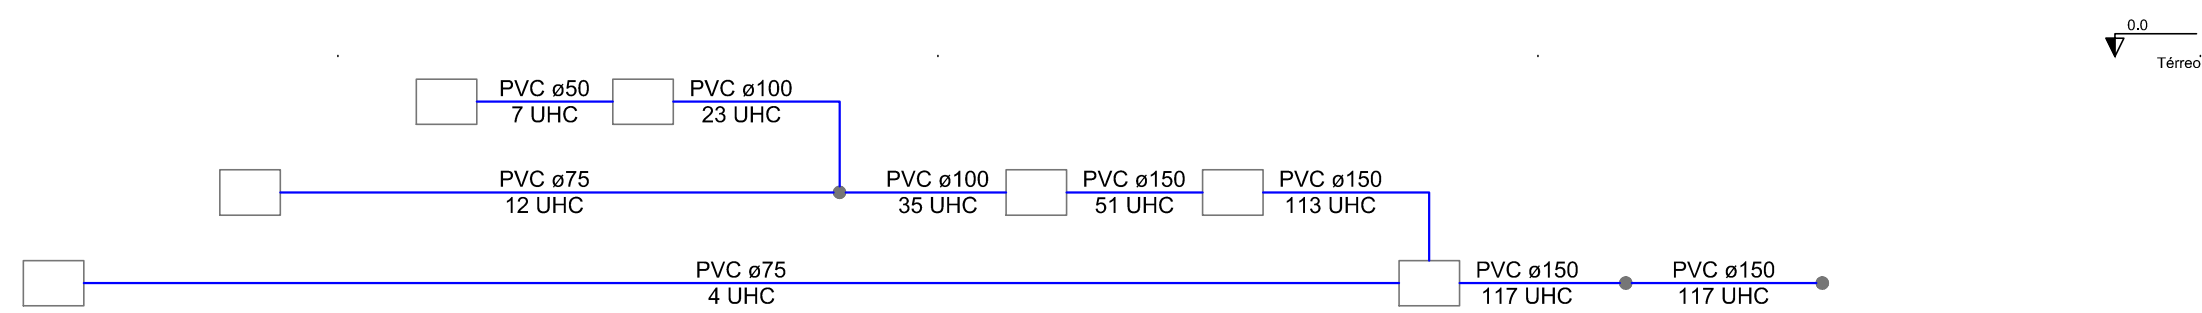 0.0
Térreo
PVC ø50
7 UHC
PVC ø100
23 UHC
PVC ø75
12 UHC
PVC ø100
35 UHC
PVC ø150
51 UHC
PVC ø150
113 UHC
PVC ø75
4 UHC
PVC ø150
117 UHC
PVC ø150
117 UHC